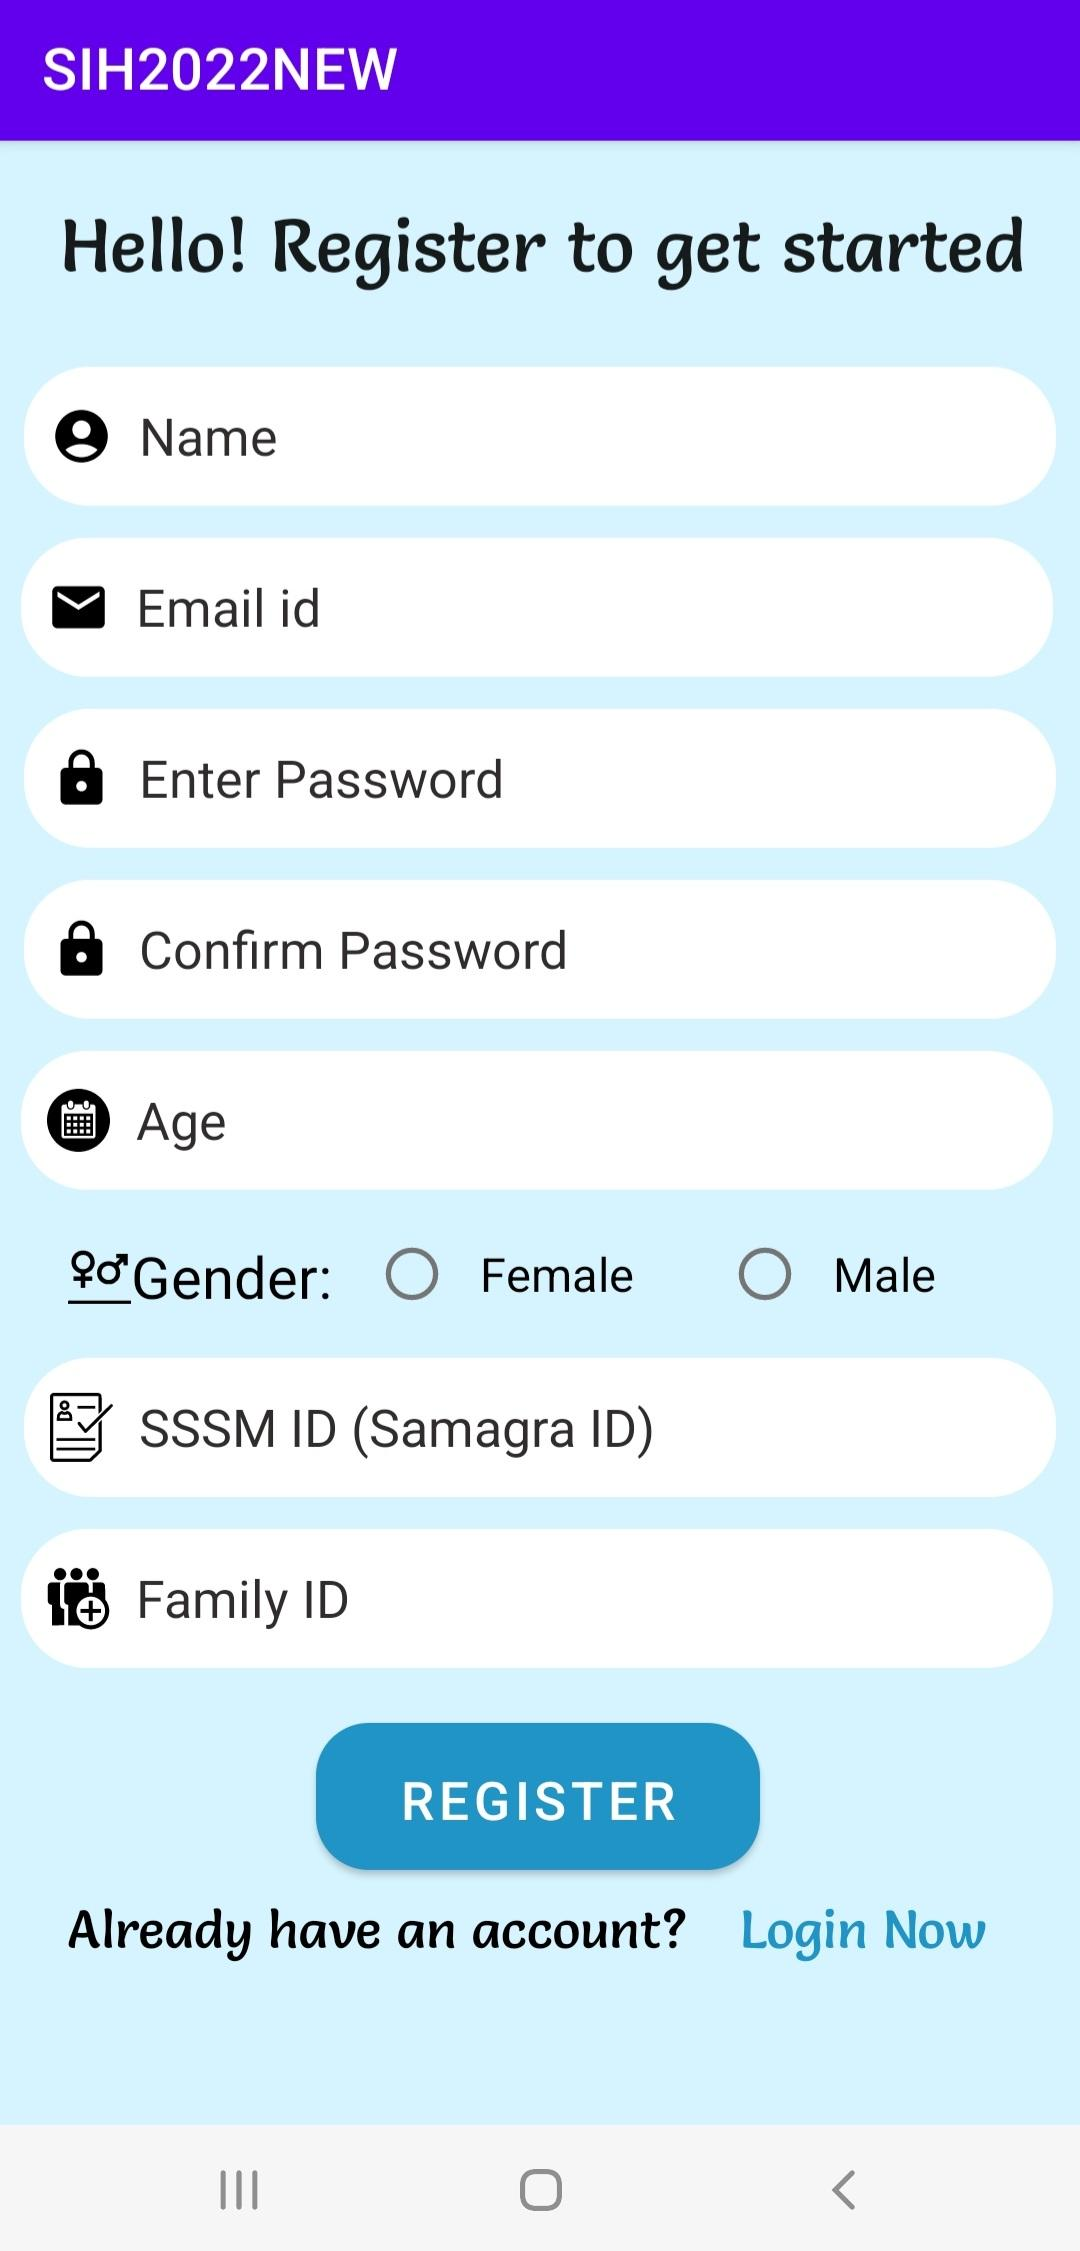 SIH2022NEW
Hello! Register to get started
Name
Email id
Enter Password
Confirm Password
Age
Gender: Female Male
SSSM ID (Samagra ID)
Family ID
REGISTER
Already have an account? Login Now